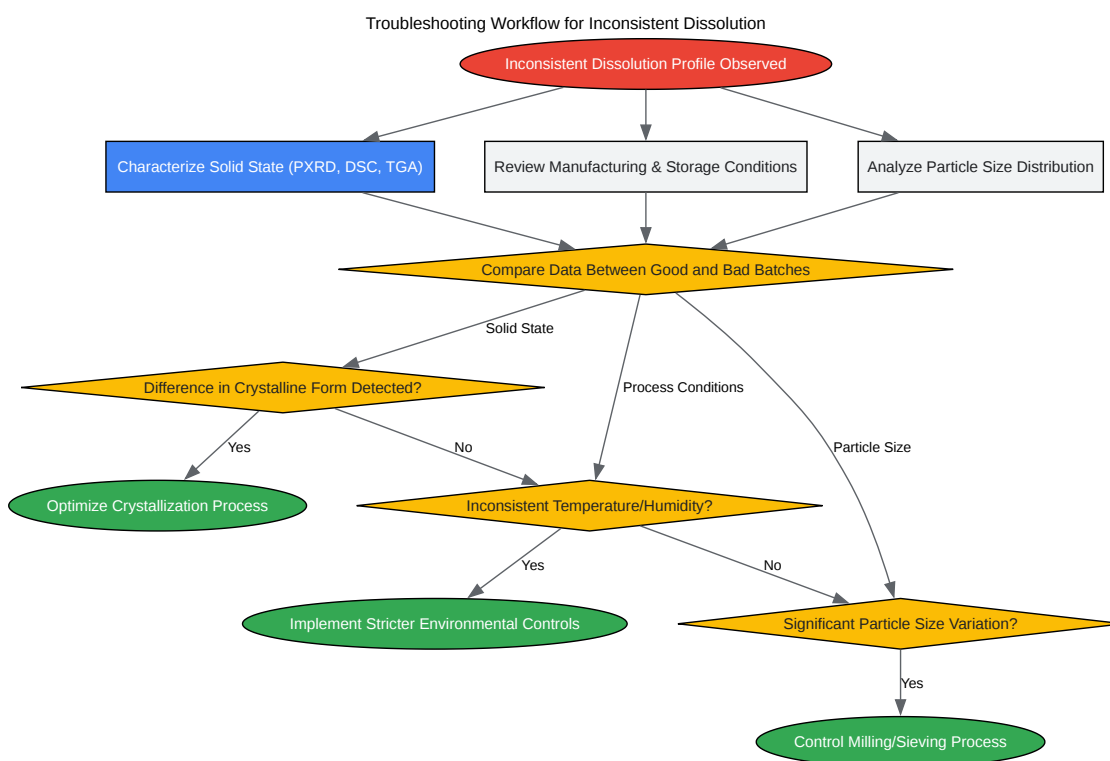 Troubleshooting Workflow for Inconsistent Dissolution
Inconsistent Dissolution Profile Observed
Characterize Solid State (PXRD, DSC, TGA)
Review Manufacturing & Storage Conditions
Analyze Particle Size Distribution
Compare Data Between Good and Bad Batches
Solid State
Difference in Crystalline Form Detected?
Process Conditions
Yes
No
Particle Size
Optimize Crystallization Process
Inconsistent Temperature/Humidity?
Yes
No
Implement Stricter Environmental Controls
Significant Particle Size Variation?
Yes
Control Milling/Sieving Process